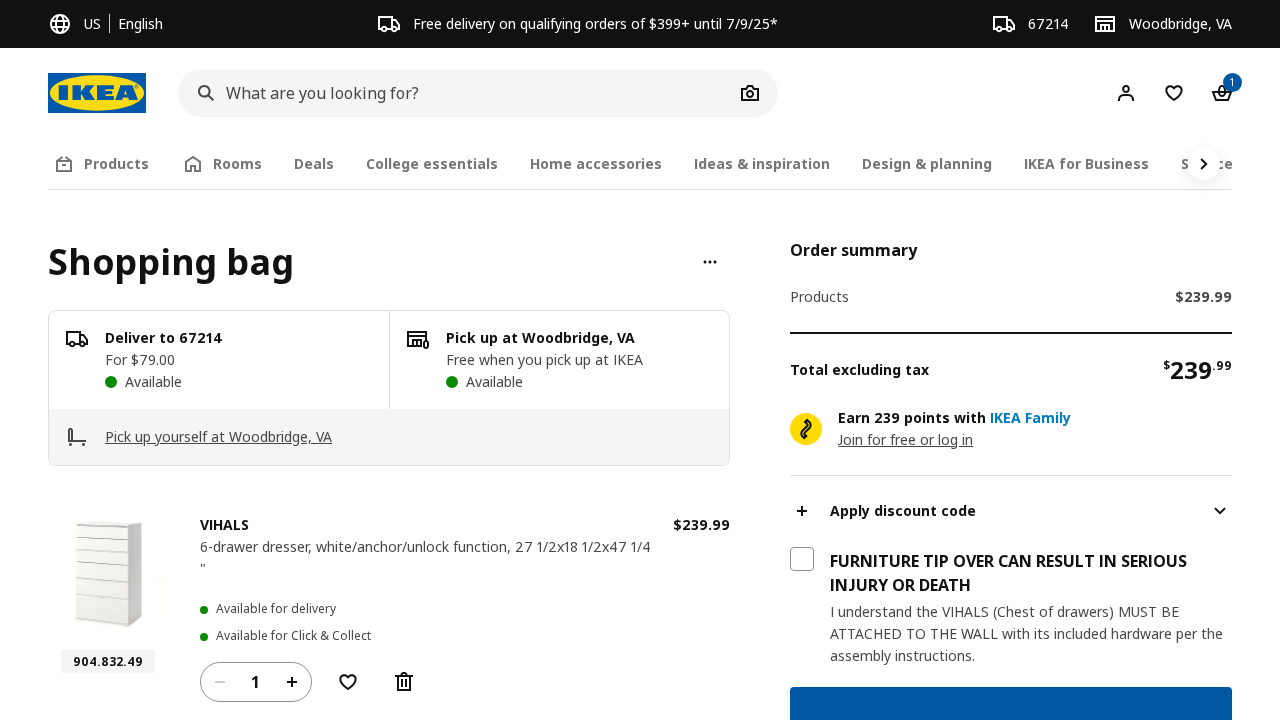 US
English
Free delivery on qualifying orders of $399+ until 7/9/25*
67214
Woodbridge, VA
IKEA
What are you looking for?
1
0
Products
Rooms
Deals
College essentials
Home accessories
Ideas & inspiration
Design & planning
IKEA for Business
Shopping bag
Deliver to 67214
For $79.00
Available
Pick up at Woodbridge, VA
Free when you pick up at IKEA
Available
Pick up yourself at Woodbridge, VA
VIHALS
$239.99
6-drawer dresser, white/anchor/unlock function, 27 1/2x18 1/2x47 1/4
"
Available for delivery
Available for Click & Collect
904.832.49
1
Order summary
Products
$239.99
Total excluding tax
$239.99
Earn 239 points with IKEA Family
Join for free or log in
Apply discount code
FURNITURE TIP OVER CAN RESULT IN SERIOUS
INJURY OR DEATH
I understand the VIHALS (Chest of drawers) MUST BE
ATTACHED TO THE WALL with its included hardware per the
assembly instructions.